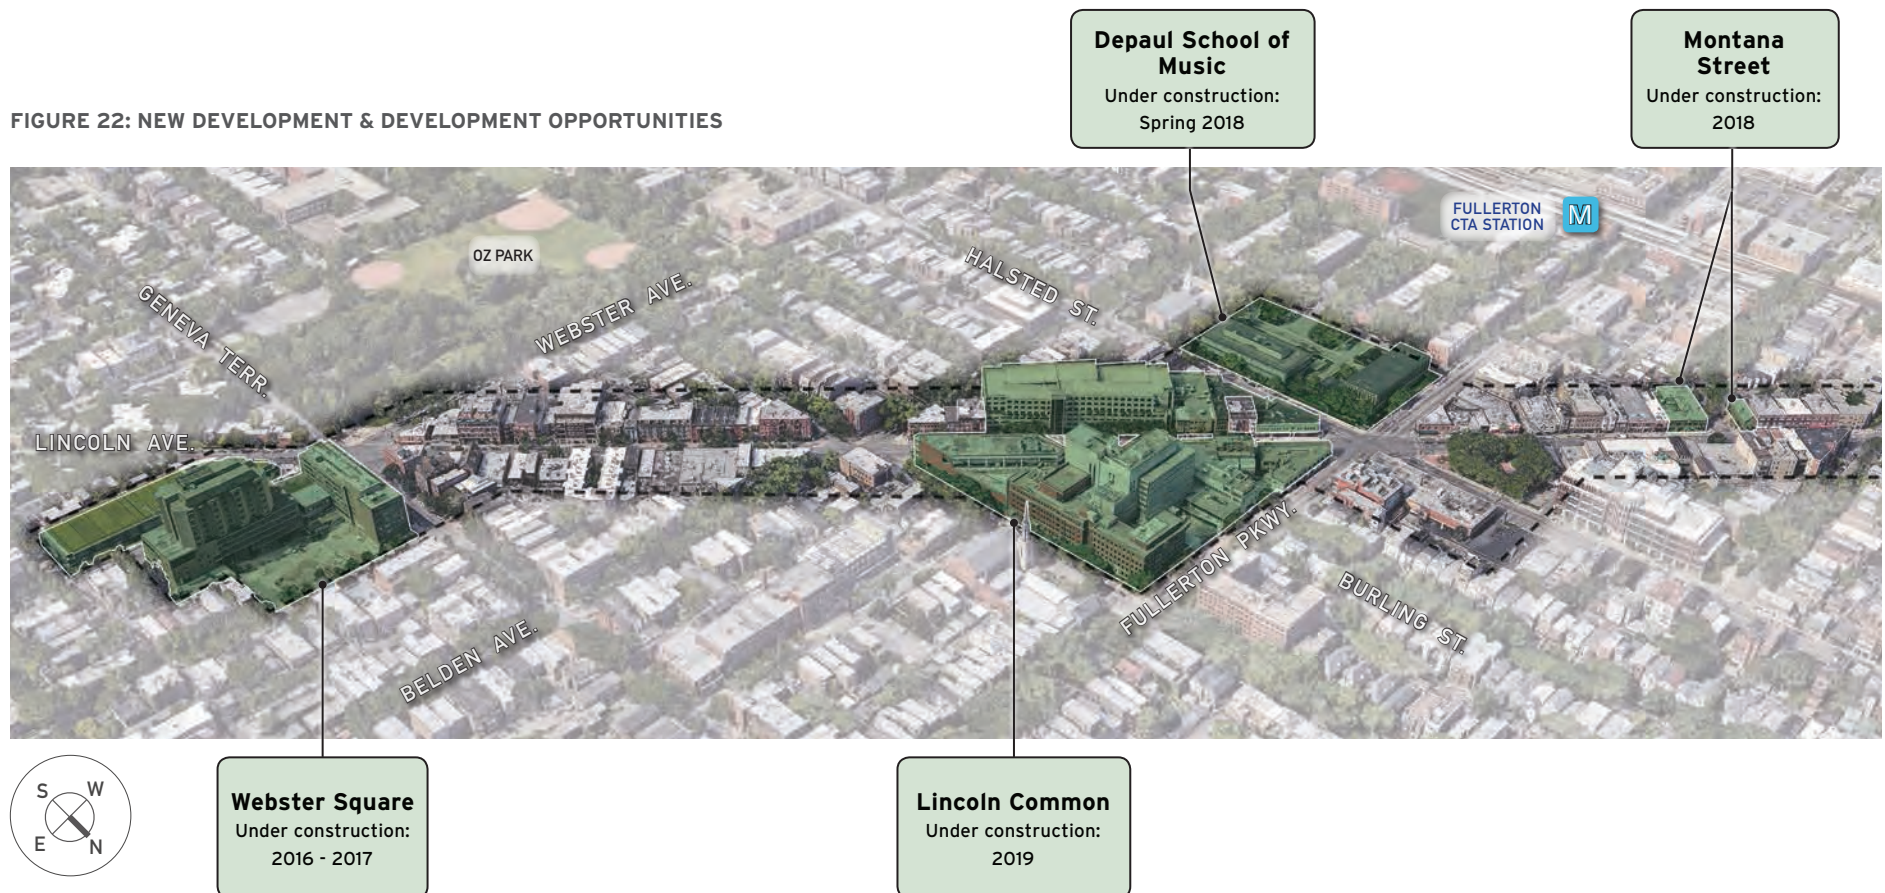 Depaul School of
Music
Under construction:
Spring 2018
Montana
Street
Under construction:
2018
FIGURE 22: NEW DEVELOPMENT & DEVELOPMENT OPPORTUNITIES
FULLERTON
CTA STATION
M
OZ PARK
HALSTED ST.
WEBSTER AVE.
GENEVA TERR.
LINCOLN AVE.
FULLERTON PKWY.
BURLING ST.
BELDEN AVE.
S W
E N
Webster Square
Under construction:
2016 - 2017
Lincoln Common
Under construction:
2019